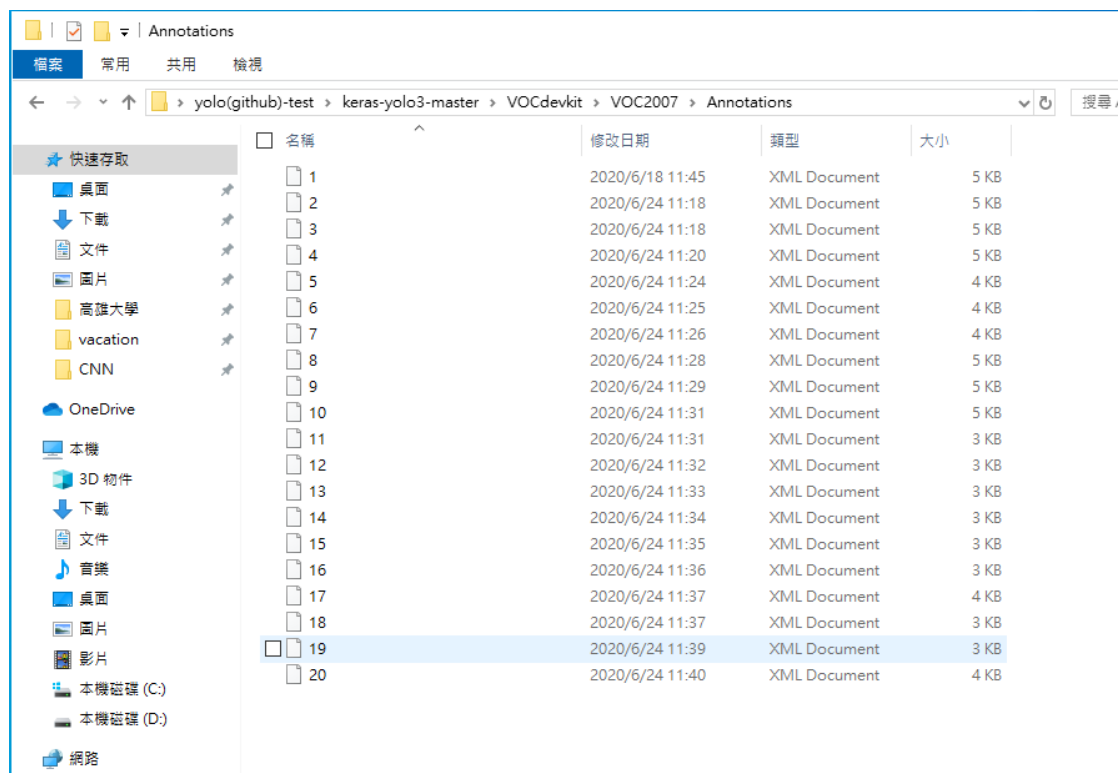 Annotations
檔案 常用 共用 檢視
yolo(github)-test › keras-yolo3-master › VOCdevkit › VOC2007 › Annotations 搜尋
名稱 修改日期 類型 大小
快速存取
桌面
下載
文件
圖片
高雄大學
vacation
CNN
OneDrive
本機
3D 物件
下載
文件
音樂
桌面
圖片
影片
本機磁碟 (C:)
本機磁碟 (D:)
網路
1 2020/6/18 11:45 XML Document 5 KB
2 2020/6/24 11:18 XML Document 5 KB
3 2020/6/24 11:18 XML Document 5 KB
4 2020/6/24 11:20 XML Document 5 KB
5 2020/6/24 11:24 XML Document 4 KB
6 2020/6/24 11:25 XML Document 4 KB
7 2020/6/24 11:26 XML Document 4 KB
8 2020/6/24 11:28 XML Document 5 KB
9 2020/6/24 11:29 XML Document 5 KB
10 2020/6/24 11:31 XML Document 5 KB
11 2020/6/24 11:31 XML Document 3 KB
12 2020/6/24 11:32 XML Document 3 KB
13 2020/6/24 11:33 XML Document 3 KB
14 2020/6/24 11:34 XML Document 3 KB
15 2020/6/24 11:35 XML Document 3 KB
16 2020/6/24 11:36 XML Document 3 KB
17 2020/6/24 11:37 XML Document 4 KB
18 2020/6/24 11:37 XML Document 3 KB
19 2020/6/24 11:39 XML Document 3 KB
20 2020/6/24 11:40 XML Document 4 KB